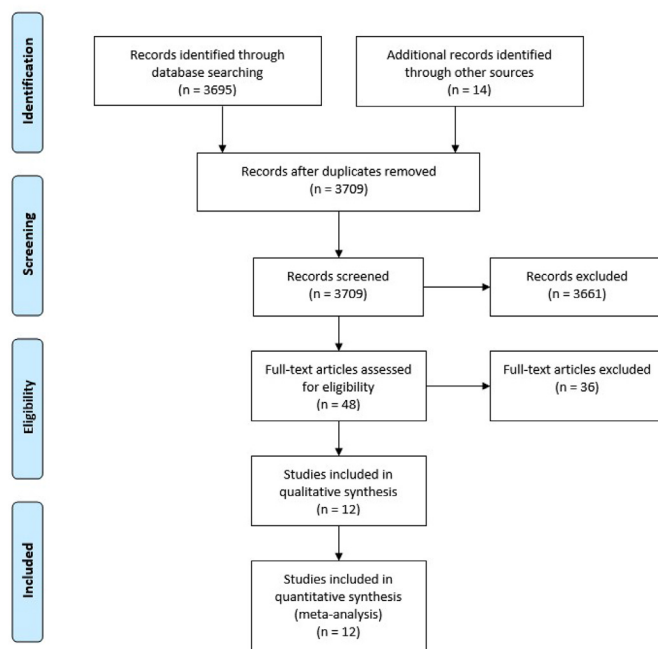 Identification
Records identified through
database searching
(n = 3695)
Additional records identified
through other sources
(n = 14)
Records after duplicates removed
(n = 3709)
Screening
Records screened
(n = 3709)
Records excluded
(n = 3661)
Eligibility
Full-text articles assessed
for eligibility
(n = 48)
Full-text articles excluded
(n = 36)
Studies included in
qualitative synthesis
(n = 12)
Included
Studies included in
quantitative synthesis
(meta-analysis)
(n = 12)